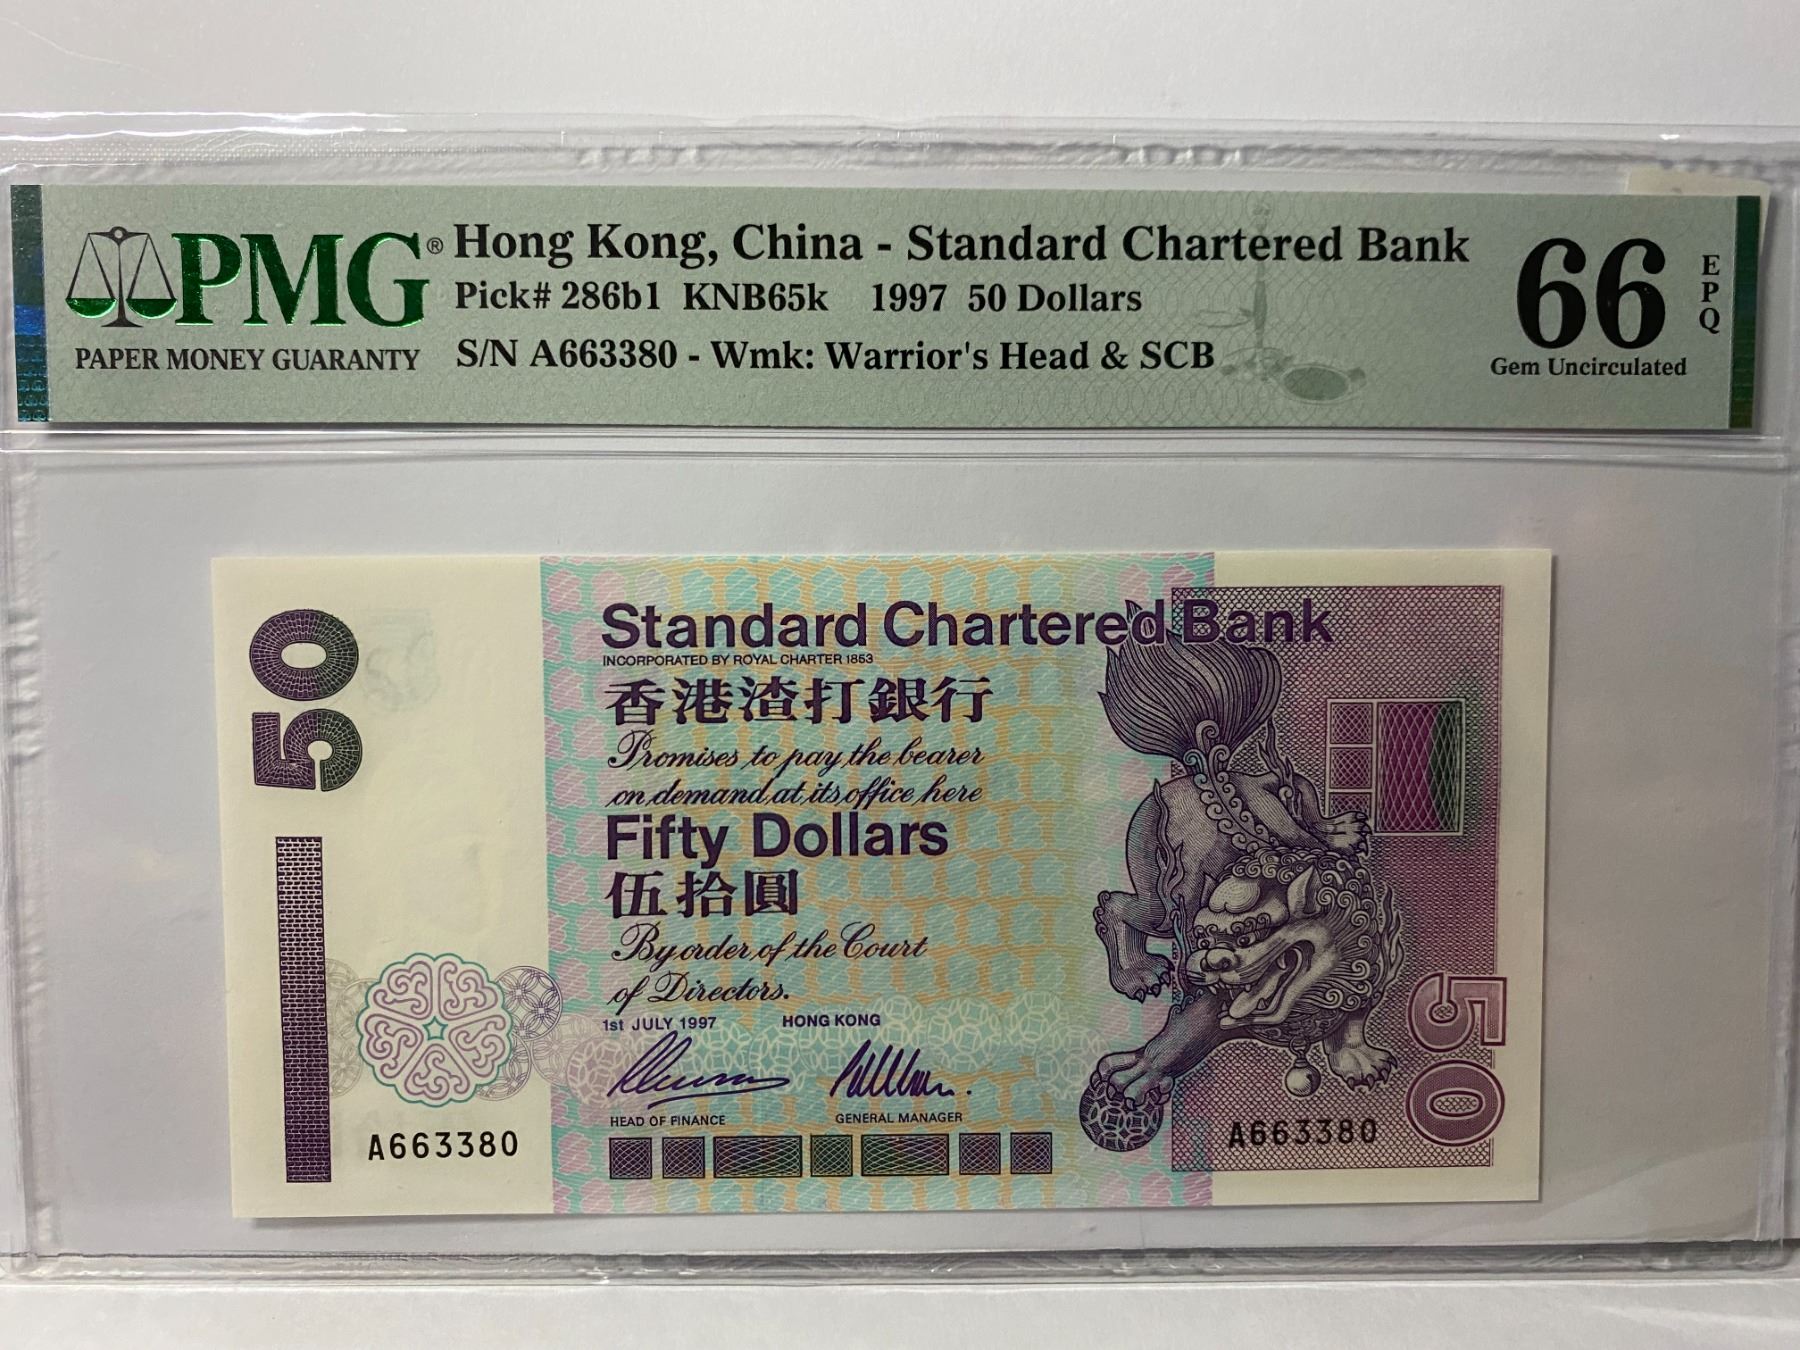 PMG®
PAPER MONEY GUARANTY
Hong Kong, China - Standard Chartered Bank
Pick# 286b1 KNB65k 1997 50 Dollars
S/N A663380 - Wmk: Warrior's Head & SCB
66
EPQ
Gem Uncirculated
50
Standard Chartered Bank
INCORPORATED BY ROYAL CHARTER 1853
香港渣打銀行
Promises to pay the bearer
on demand at its office here
Fifty Dollars
伍拾圓
By order of the Court
of Directors.
1st JULY 1997 HONG KONG
HEAD OF FINANCE GENERAL MANAGER
A663380
A663380
50